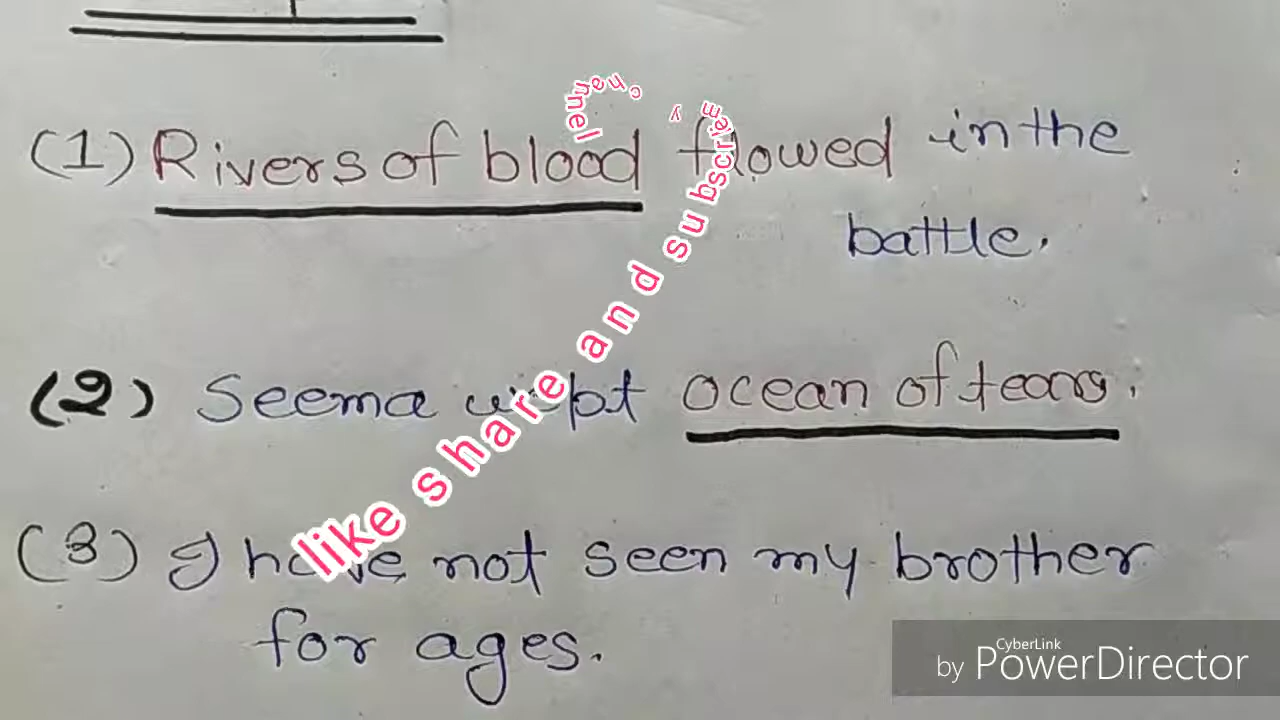 (1) Rivers of blood flowed in the
battle.
(2) Seema wept ocean of tears.
(3) I have not seen my brother
for ages.
like share and subscribe my channel
CyberLink
by PowerDirector